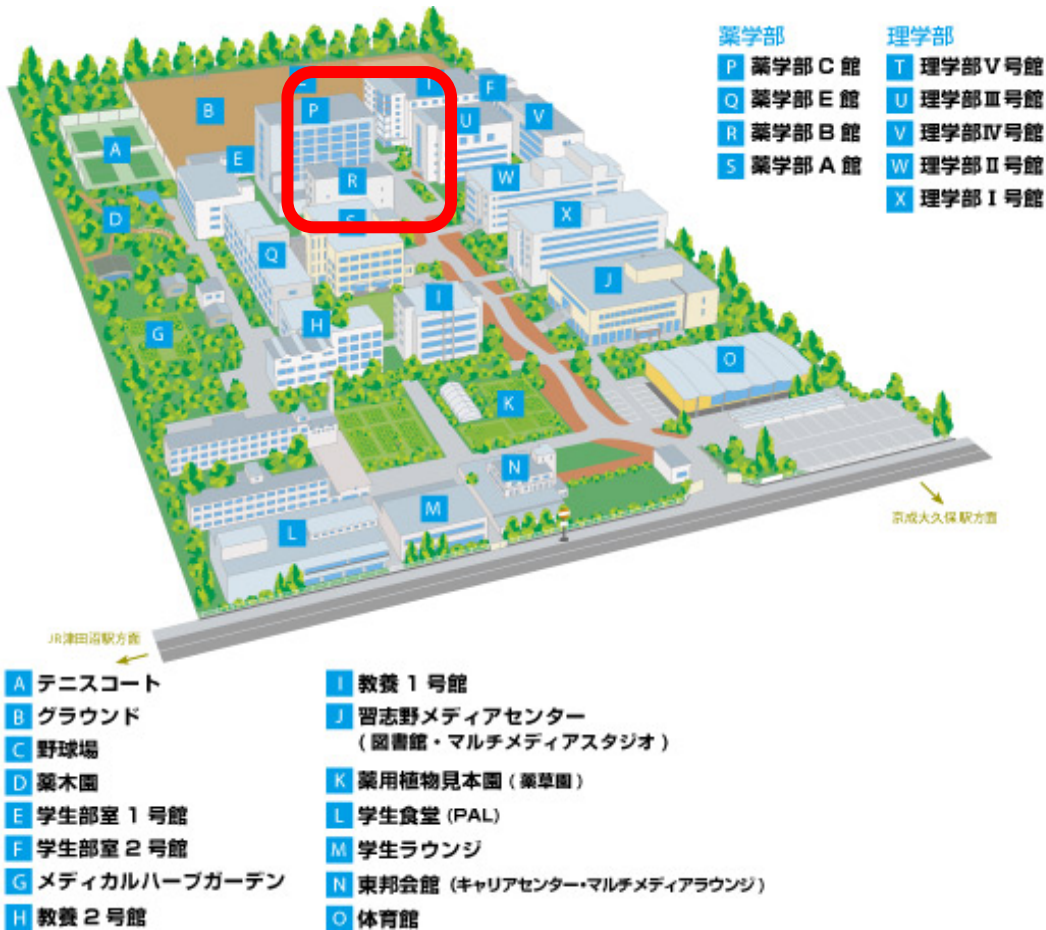 薬学部
P 薬学部 C 館
Q 薬学部 E 館
R 薬学部 B 館
S 薬学部 A 館
理学部
T 理学部Ⅴ号館
U 理学部Ⅲ号館
V 理学部Ⅳ号館
W 理学部Ⅱ号館
X 理学部Ⅰ号館
F
P
B
U
V
A
E
R
W
D
S
X
Q
J
I
G
H
O
K
N
M
L
京成大久保駅方面
JR津田沼駅方面
A テニスコート
B グラウンド
C 野球場
D 薬木園
E 学生部室 1 号館
F 学生部室 2 号館
G メディカルハーブガーデン
H 教養 2 号館
I 教養 1 号館
J 習志野メディアセンター
( 図書館・マルチメディアスタジオ )
K 薬用植物見本園 ( 薬草園 )
L 学生食堂 (PAL)
M 学生ラウンジ
N 東邦会館 (キャリアセンター・マルチメディアラウンジ)
O 体育館